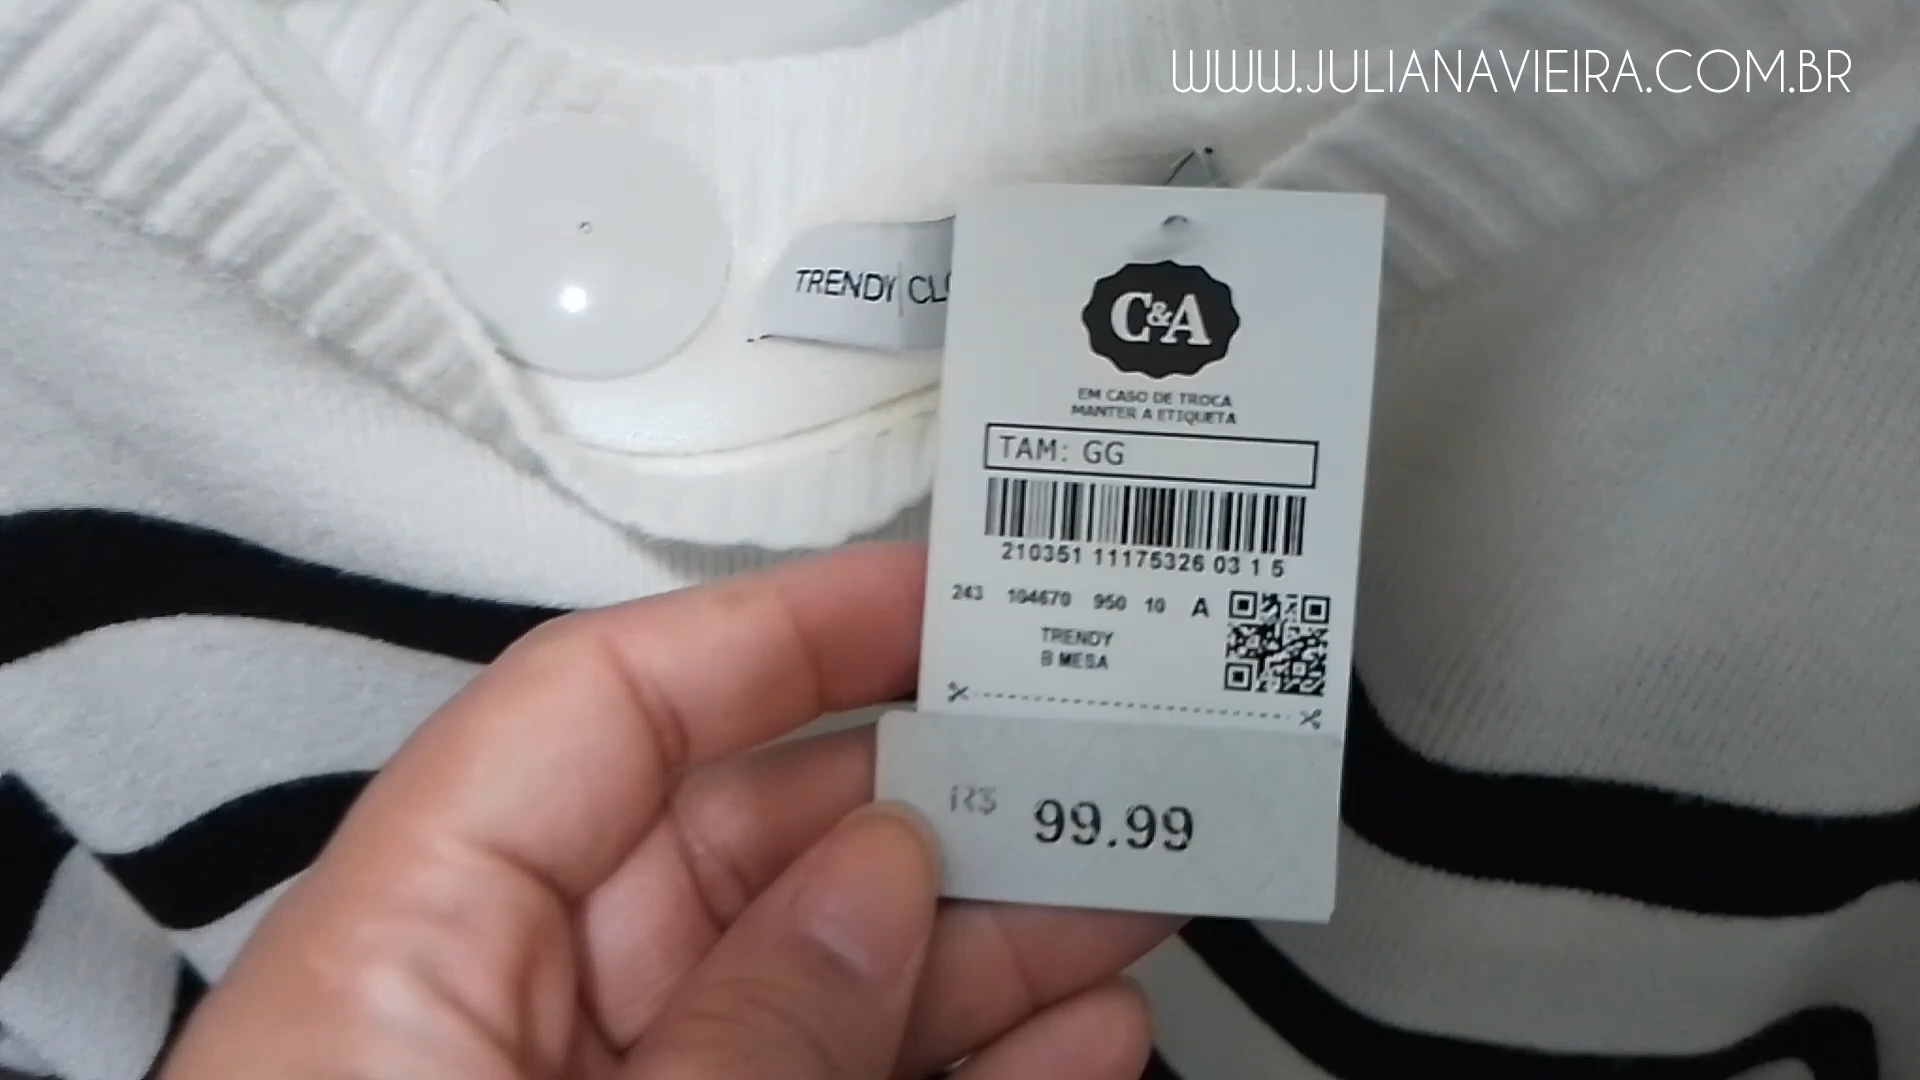 WWW.JULIANAVIEIRA.COM.BR
TRENDY
C&A
EM CASO DE TROCA
MANTER A ETIQUETA
TAM: GG
210351 11175326 03 1 5
243 104670 950 10 A
TRENDY
B MESA
R$ 99.99